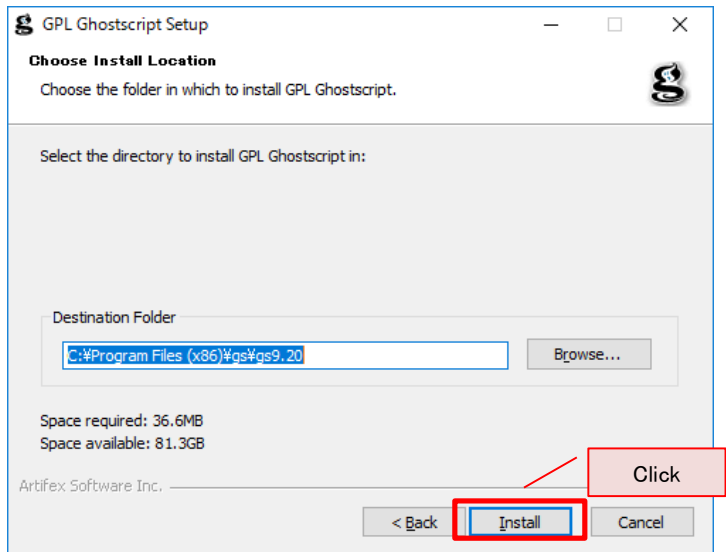 GPL Ghostscript Setup
Choose Install Location
Choose the folder in which to install GPL Ghostscript.
Select the directory to install GPL Ghostscript in:
Destination Folder
C:¥Program Files (x86)¥gs¥gs9.20
Browse...
Space required: 36.6MB
Space available: 81.3GB
Click
Artifex Software Inc.
< Back
Install
Cancel